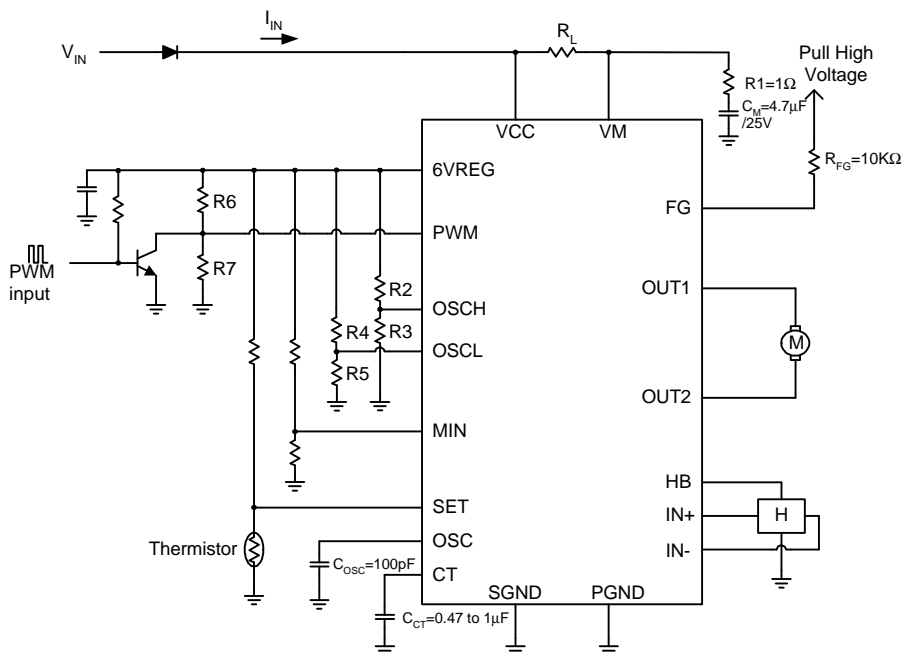 I_IN
V_IN
R_L
R1=1Ω
C_M=4.7μF
/25V
Pull High
Voltage
R_FG=10KΩ
VCC
VM
6VREG
R6
FG
PWM
R7
PWM
input
R2
OUT1
OSCH
R4
R3
OSCL
R5
M
OUT2
MIN
HB
SET
IN+
H
Thermistor
OSC
IN-
C_OSC=100pF
CT
SGND
PGND
C_CT=0.47 to 1μF